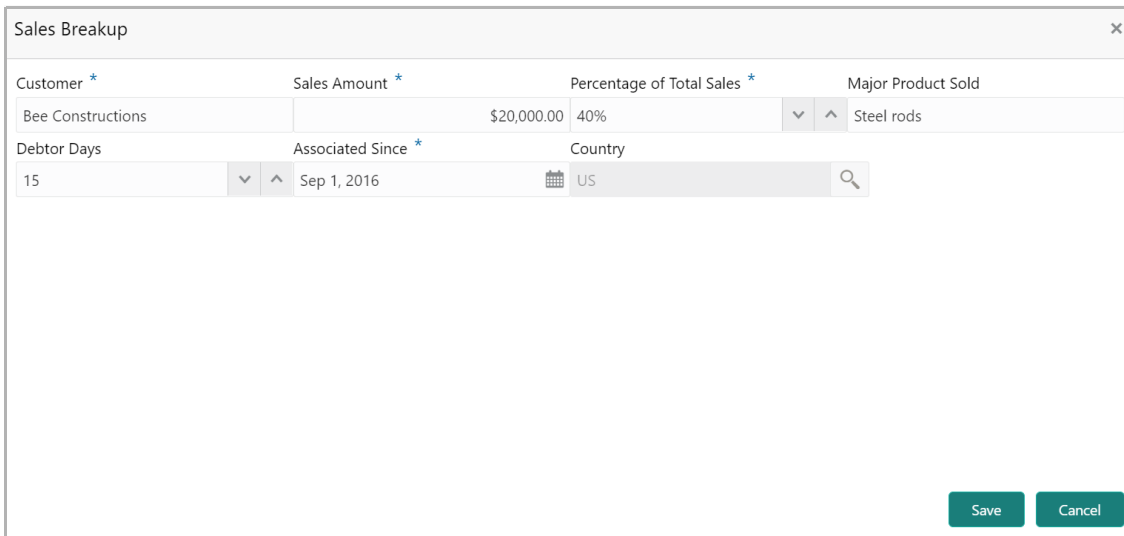 Sales Breakup
Customer * Sales Amount * Percentage of Total Sales * Major Product Sold
Bee Constructions $20,000.00 40% Steel rods
Debtor Days Associated Since * Country
15 Sep 1, 2016 US
Save Cancel